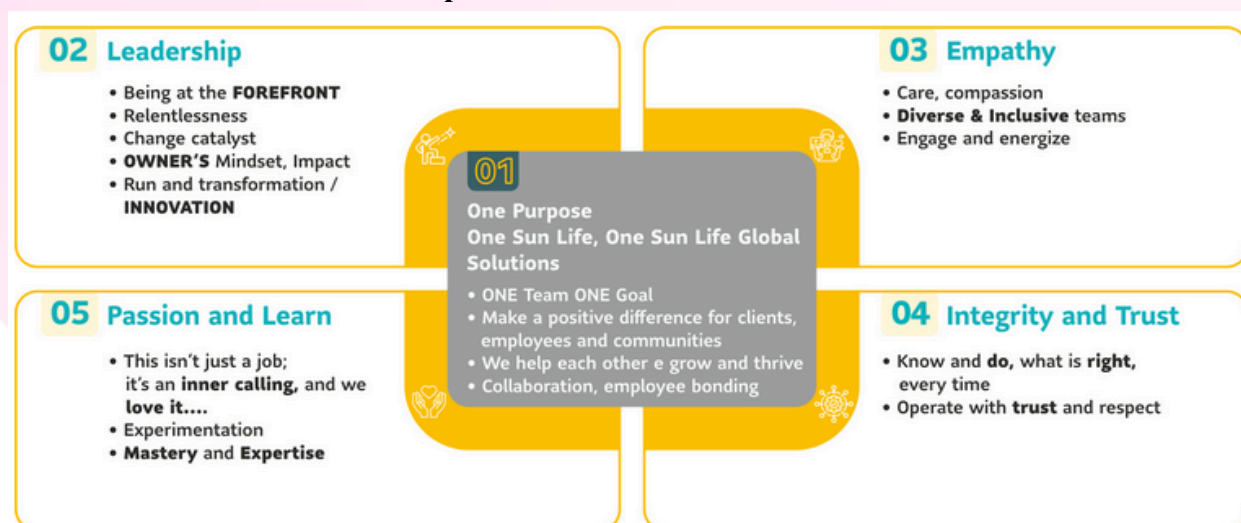 01
One Purpose
One Sun Life, One Sun Life Global
Solutions
• ONE Team ONE Goal
• Make a positive difference for clients,
employees and communities
• We help each other e grow and thrive
• Collaboration, employee bonding
02 Leadership
• Being at the FOREFRONT
• Relentlessness
• Change catalyst
• OWNER'S Mindset, Impact
• Run and transformation /
INNOVATION
03 Empathy
• Care, compassion
• Diverse & Inclusive teams
• Engage and energize
04 Integrity and Trust
• Know and do, what is right,
every time
• Operate with trust and respect
05 Passion and Learn
• This isn't just a job;
it's an inner calling, and we
love it....
• Experimentation
• Mastery and Expertise